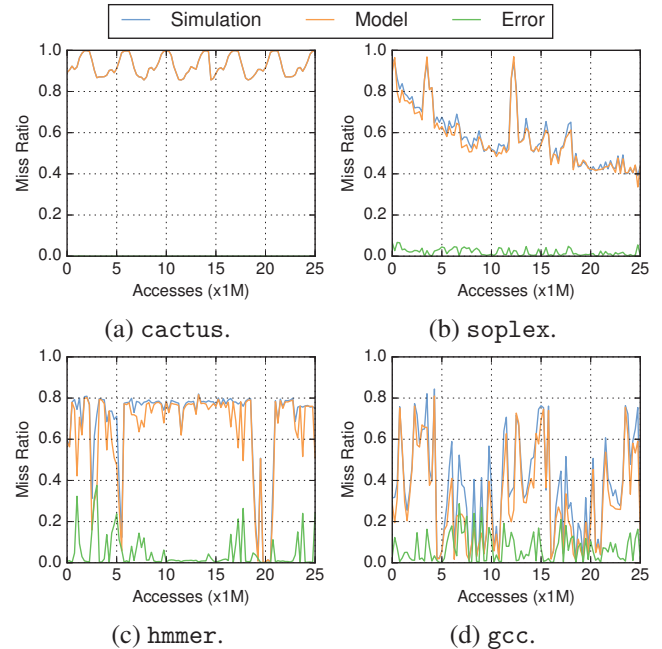 Simulation Model Error
1.0
0.8
0.6
0.4
0.2
0.0
Miss Ratio
0 5 10 15 20 25
Accesses (x1M)
(a) cactus.
1.0
0.8
0.6
0.4
0.2
0.0
Miss Ratio
0 5 10 15 20 25
Accesses (x1M)
(b) soplex.
1.0
0.8
0.6
0.4
0.2
0.0
Miss Ratio
0 5 10 15 20 25
Accesses (x1M)
(c) hmmer.
1.0
0.8
0.6
0.4
0.2
0.0
Miss Ratio
0 5 10 15 20 25
Accesses (x1M)
(d) gcc.